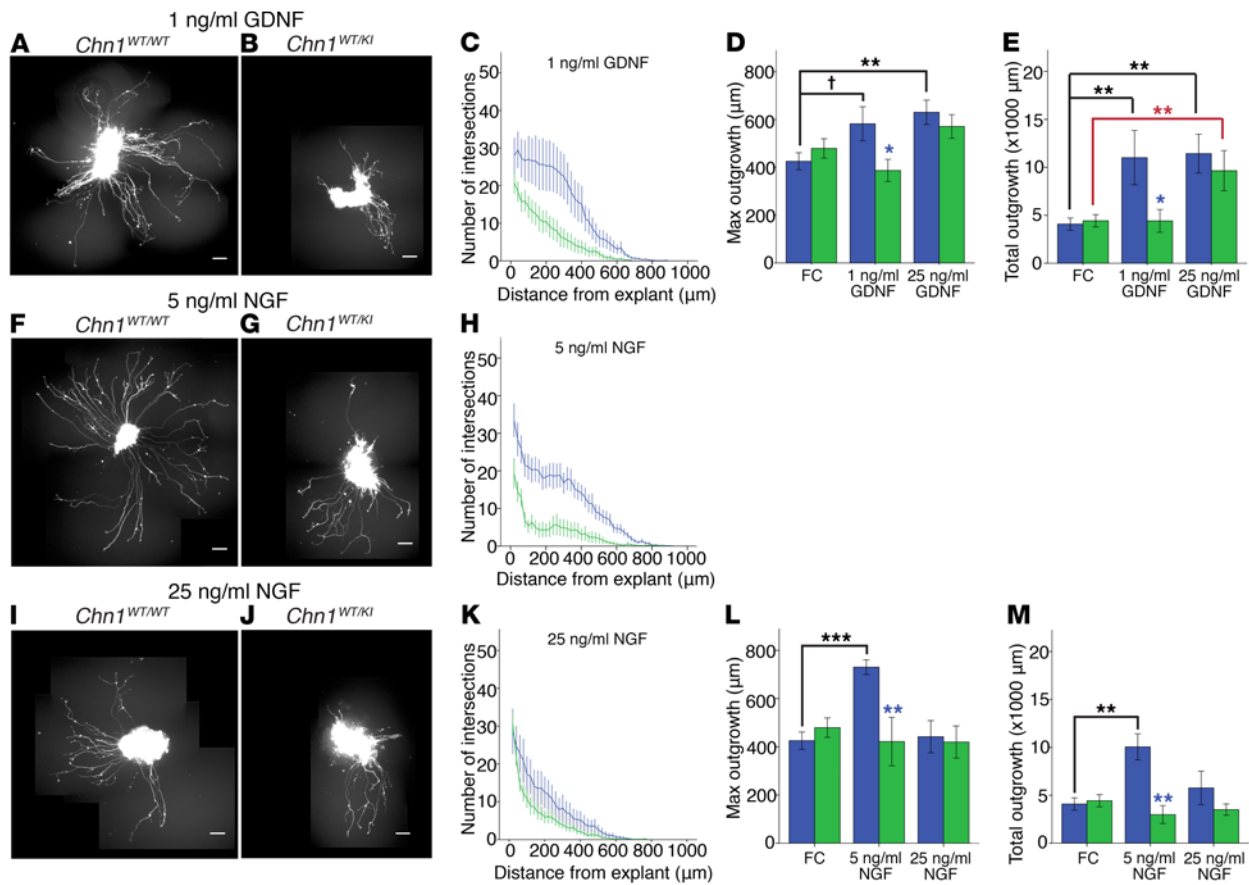 1 ng/ml GDNF
A Chn1WT/WT
B Chn1WT/KI
C
1 ng/ml GDNF
Number of intersections
50
40
30
20
10
0
0 200 400 600 800 1000
Distance from explant (µm)
D
Max outgrowth (µm)
800
600
400
200
0
**
†
*
FC 1 ng/ml 25 ng/ml
GDNF GDNF
E
Total outgrowth (x1000 µm)
20
15
10
5
0
**
**
**
*
FC 1 ng/ml 25 ng/ml
GDNF GDNF
5 ng/ml NGF
F Chn1WT/WT
G Chn1WT/KI
H
5 ng/ml NGF
Number of intersections
50
40
30
20
10
0
0 200 400 600 800 1000
Distance from explant (µm)
25 ng/ml NGF
I Chn1WT/WT
J Chn1WT/KI
K
25 ng/ml NGF
Number of intersections
50
40
30
20
10
0
0 200 400 600 800 1000
Distance from explant (µm)
L
Max outgrowth (µm)
800
600
400
200
0
***
**
FC 5 ng/ml 25 ng/ml
NGF NGF
M
Total outgrowth (x1000 µm)
20
15
10
5
0
**
**
FC 5 ng/ml 25 ng/ml
NGF NGF